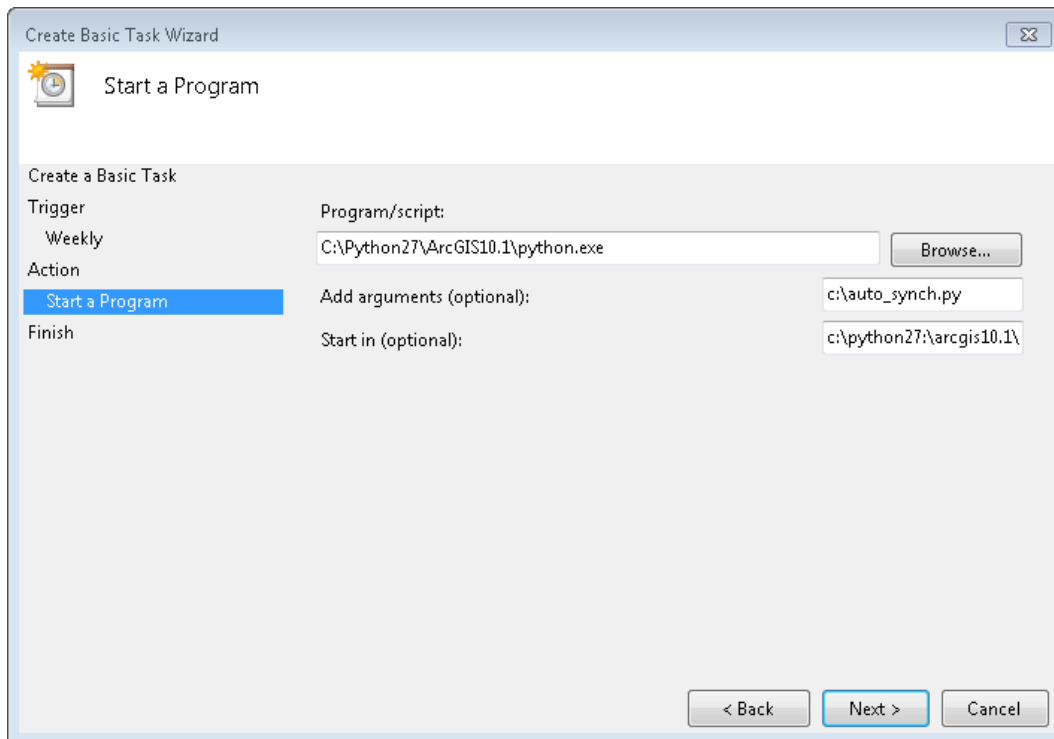 Create Basic Task Wizard
Start a Program
Create a Basic Task
Trigger
Weekly
Action
Start a Program
Finish
Program/script:
C:\Python27\ArcGIS10.1\python.exe
Browse...
Add arguments (optional):
c:\auto_synch.py
Start in (optional):
c:\python27:\arcgis10.1\
< Back
Next >
Cancel